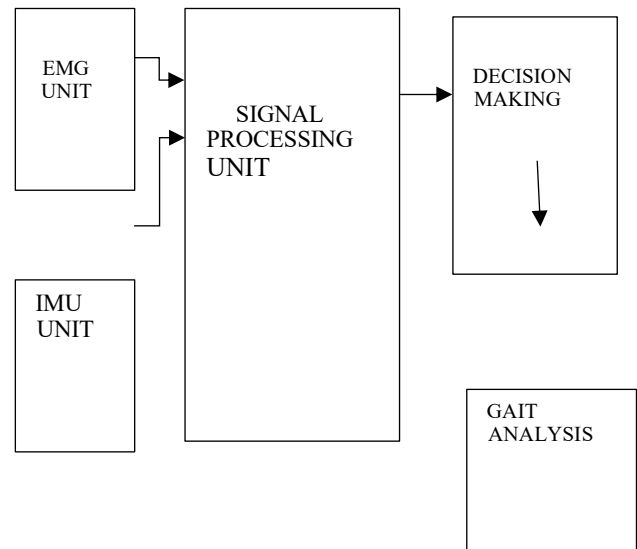 EMG
UNIT
SIGNAL
PROCESSING
UNIT
DECISION
MAKING
IMU
UNIT
GAIT
ANALYSIS